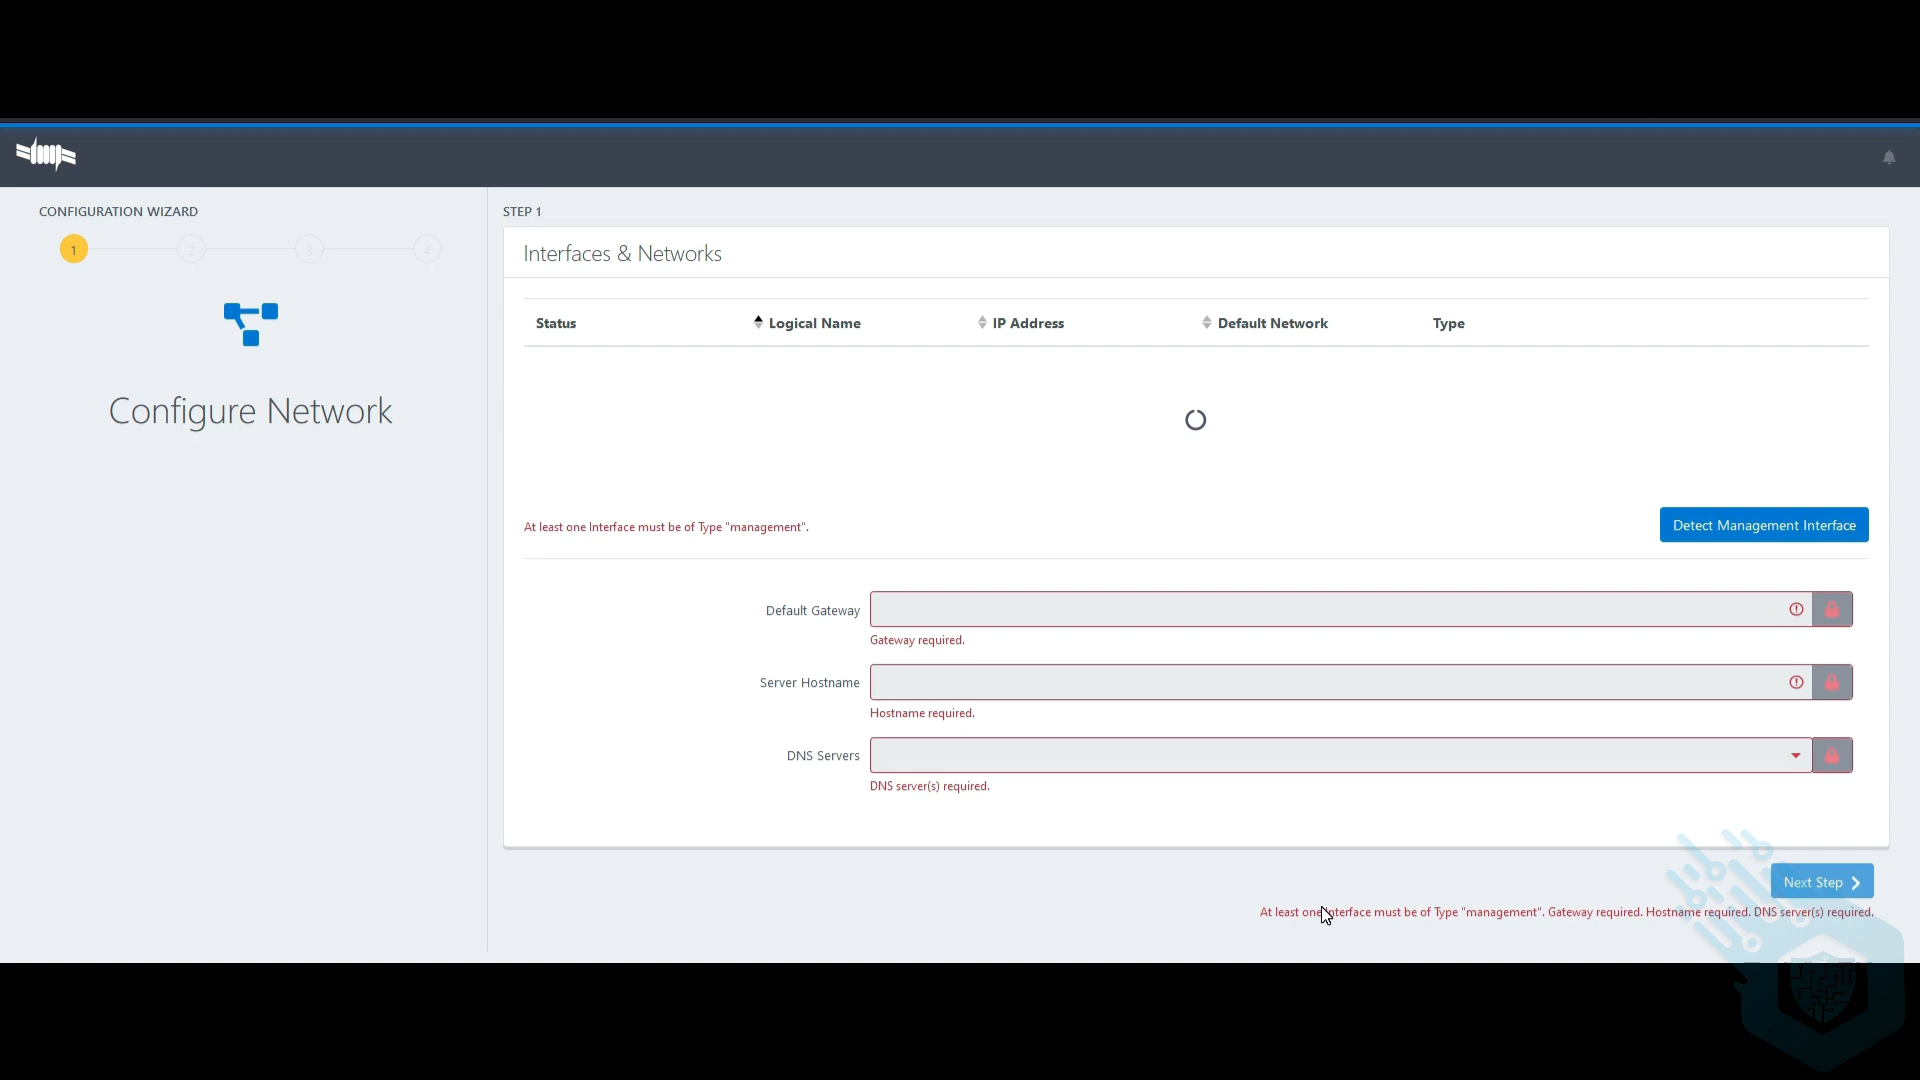 CONFIGURATION WIZARD
1
2
3
4
Configure Network
STEP 1
Interfaces & Networks
Status
Logical Name
IP Address
Default Network
Type
At least one Interface must be of Type "management".
Detect Management Interface
Default Gateway
Gateway required.
Server Hostname
Hostname required.
DNS Servers
DNS server(s) required.
Next Step
At least one Interface must be of Type "management". Gateway required. Hostname required. DNS server(s) required.